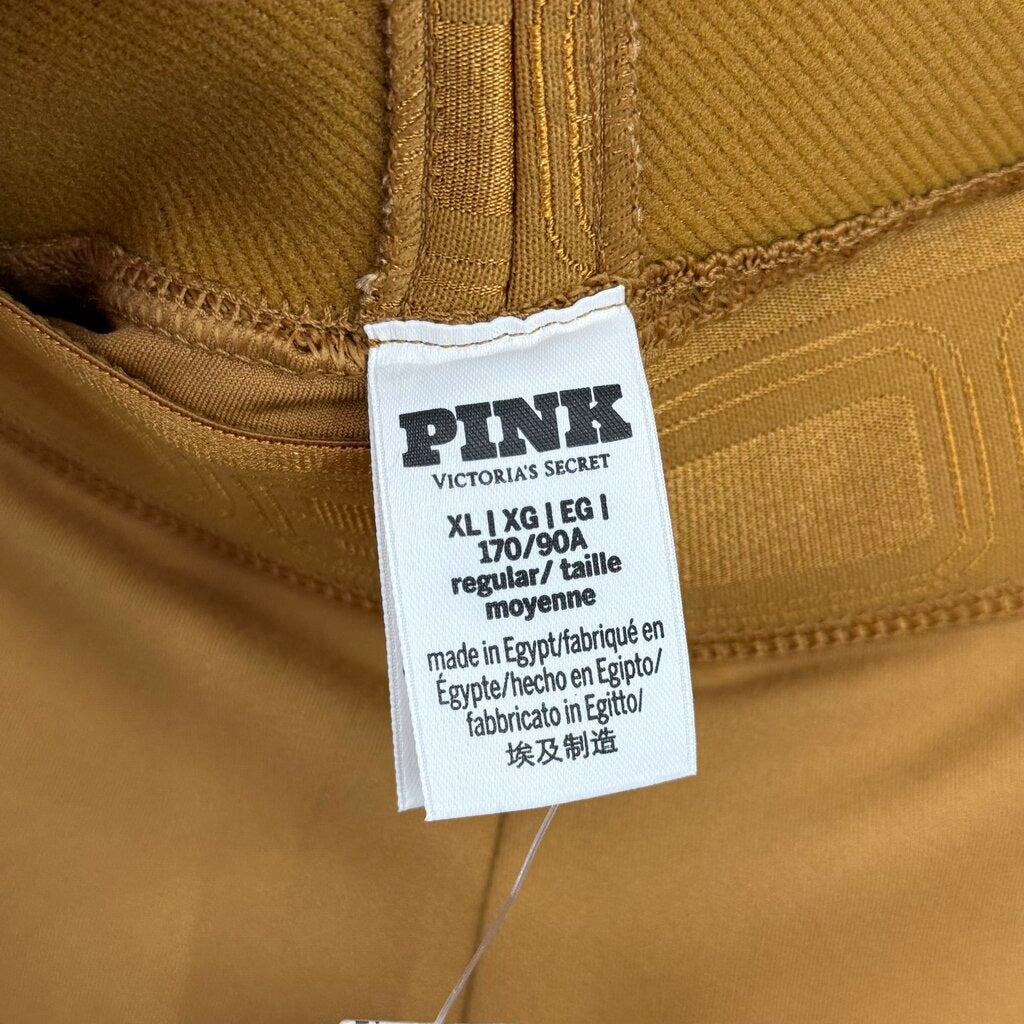 PINK
VICTORIA'S SECRET
XL | XG | EG |
170/90A
regular/ taille
moyenne
made in Egypt/fabriqué en
Égypte/hecho en Egipto/
fabbricato in Egitto/
埃及制造